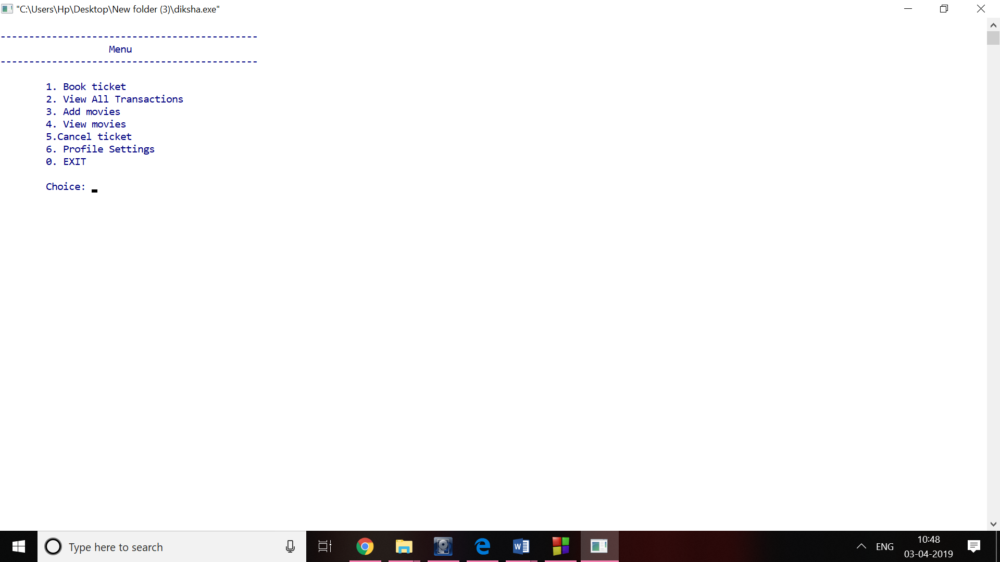 "C:\Users\Hp\Desktop\New folder (3)\diksha.exe"
---------------------------------------------
Menu
---------------------------------------------
1. Book ticket
2. View All Transactions
3. Add movies
4. View movies
5.Cancel ticket
6. Profile Settings
0. EXIT
Choice:
Type here to search
ENG
10:48
03-04-2019